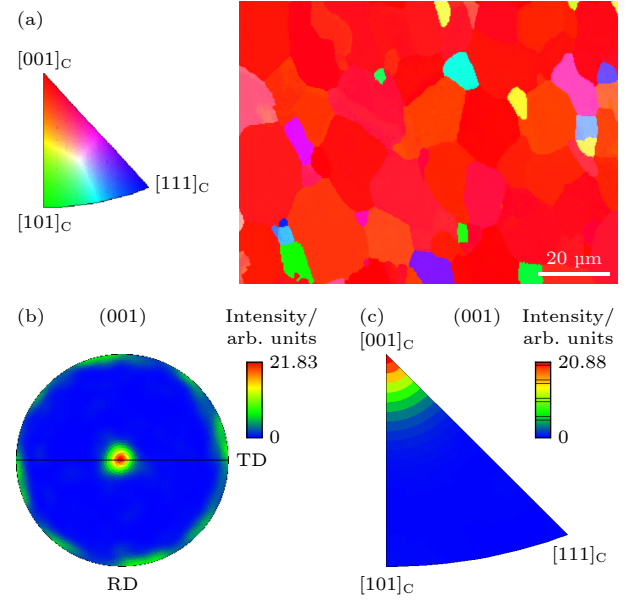 (a)
[001]C
[111]C
[101]C
20 µm
(b) (001) Intensity/
arb. units
21.83
0
TD
RD
(c) (001) Intensity/
[001]C arb. units
20.88
0
[111]C
[101]C